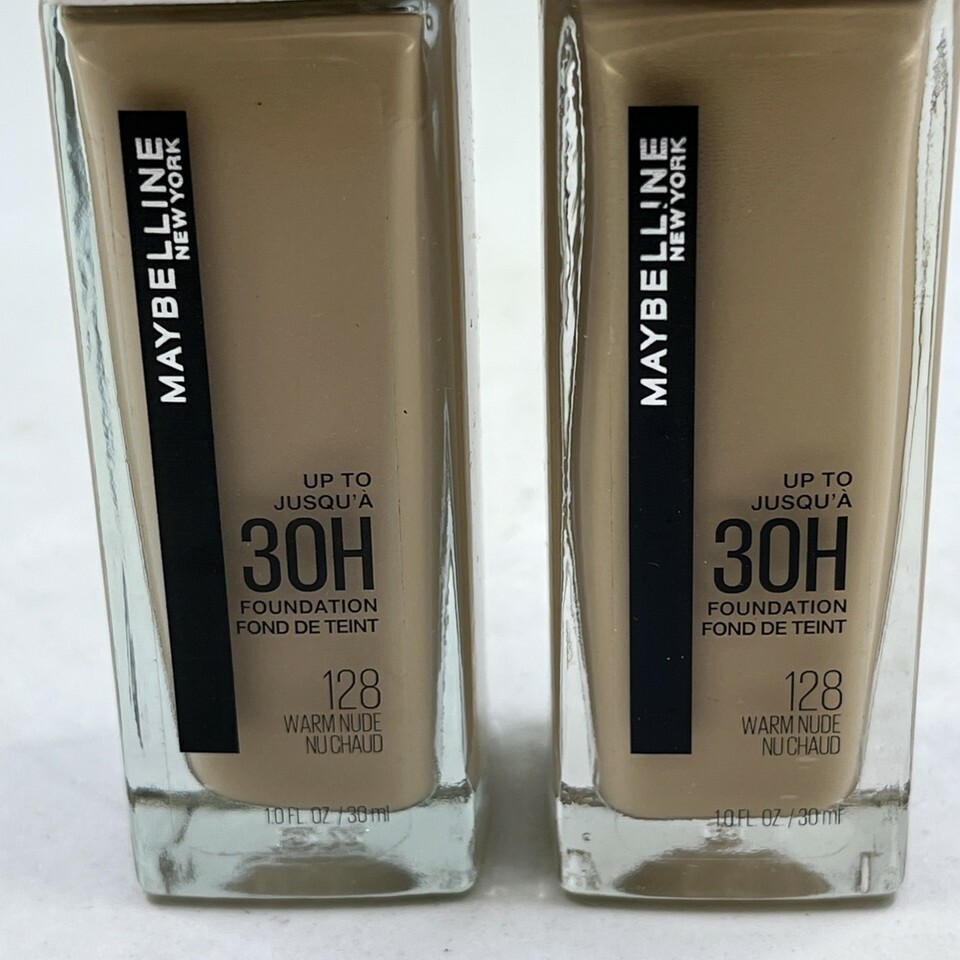 MAYBELLINE
NEW YORK
UP TO
JUSQU'À
30H
FOUNDATION
FOND DE TEINT
128
WARM NUDE
NU CHAUD
1.0 FL OZ / 30 ml
MAYBELLINE
NEW YORK
UP TO
JUSQU'À
30H
FOUNDATION
FOND DE TEINT
128
WARM NUDE
NU CHAUD
1.0 FL OZ / 30 ml